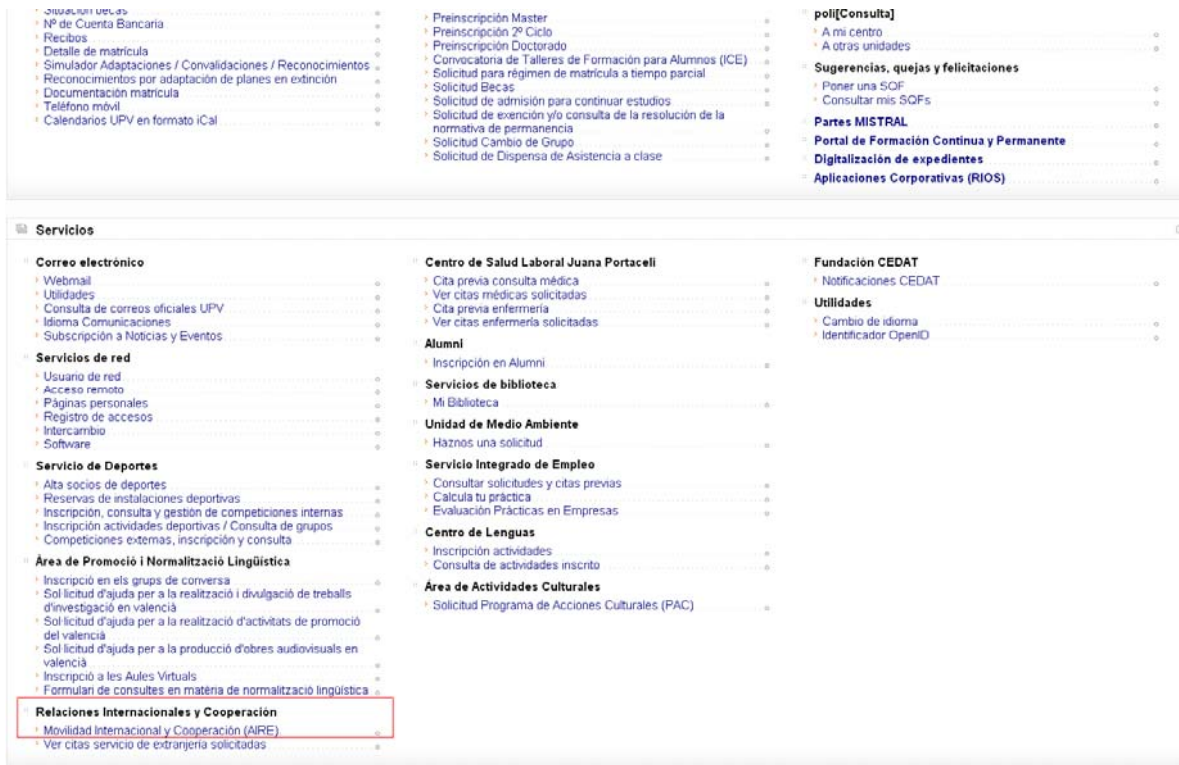 Situación becas
Nº de Cuenta Bancaria
Recibos
Detalle de matrícula
Simulador Adaptaciones / Convalidaciones / Reconocimientos
Reconocimientos por adaptación de planes en extinción
Documentación matrícula
Teléfono móvil
Calendarios UPV en formato iCal
Preinscripción Master
Preinscripción 2º Ciclo
Preinscripción Doctorado
Convocatoria de Talleres de Formación para Alumnos (ICE)
Solicitud para régimen de matrícula a tiempo parcial
Solicitud Becas
Solicitud de admisión para continuar estudios
Solicitud de exención y/o consulta de la resolución de la
normativa de permanencia
Solicitud Cambio de Grupo
Solicitud de Dispensa de Asistencia a clase
poli[Consulta]
A mi centro
A otras unidades
Sugerencias, quejas y felicitaciones
Poner una SQF
Consultar mis SQFs
Partes MISTRAL
Portal de Formación Continua y Permanente
Digitalización de expedientes
Aplicaciones Corporativas (RIOS)
Servicios
Correo electrónico
Webmail
Utilidades
Consulta de correos oficiales UPV
Idioma Comunicaciones
Subscripción a Noticias y Eventos
Servicios de red
Usuario de red
Acceso remoto
Páginas personales
Registro de accesos
Intercambio
Software
Servicio de Deportes
Alta socios de deportes
Reservas de instalaciones deportivas
Inscripción, consulta y gestión de competiciones internas
Inscripción actividades deportivas / Consulta de grupos
Competiciones externas, inscripción y consulta
Área de Promoció i Normalització Lingüística
Inscripció en els grups de conversa
Sol·licitud d'ajuda per a la realització i divulgació de treballs
d'investigació en valencià
Sol·licitud d'ajuda per a la realització d'activitats de promoció
del valencià
Sol·licitud d'ajuda per a la producció d'obres audiovisuals en
valencià
Inscripció a les Aules Virtuals
Formulari de consultes en matèria de normalització lingüística
Relaciones Internacionales y Cooperación
Movilidad Internacional y Cooperación (AIRE)
Ver citas servicio de extranjería solicitadas
Centro de Salud Laboral Juana Portaceli
Cita previa consulta médica
Ver citas médicas solicitadas
Cita previa enfermería
Ver citas enfermería solicitadas
Alumni
Inscripción en Alumni
Servicios de biblioteca
Mi Biblioteca
Unidad de Medio Ambiente
Haznos una solicitud
Servicio Integrado de Empleo
Consultar solicitudes y citas previas
Calcula tu práctica
Evaluación Prácticas en Empresas
Centro de Lenguas
Inscripción actividades
Consulta de actividades inscrito
Área de Actividades Culturales
Solicitud Programa de Acciones Culturales (PAC)
Fundación CEDAT
Notificaciones CEDAT
Utilidades
Cambio de idioma
Identificador OpenID